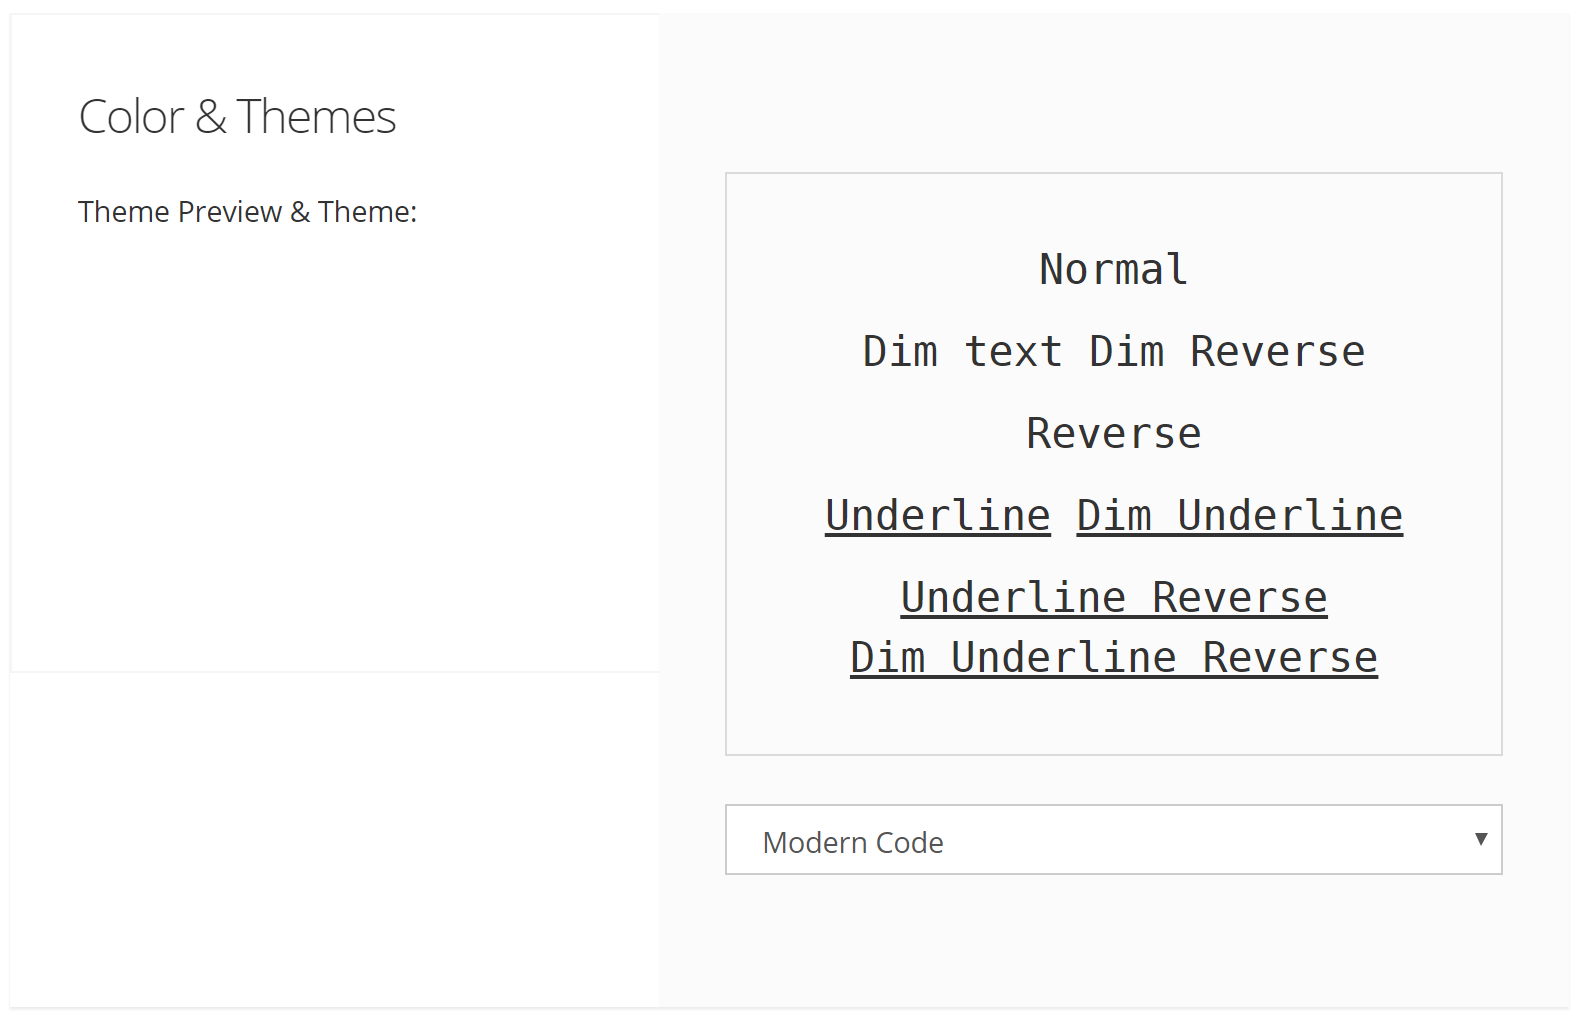 Color & Themes
Theme Preview & Theme:
Normal
Dim text Dim Reverse
Reverse
Underline Dim Underline
Underline Reverse
Dim Underline Reverse
Modern Code